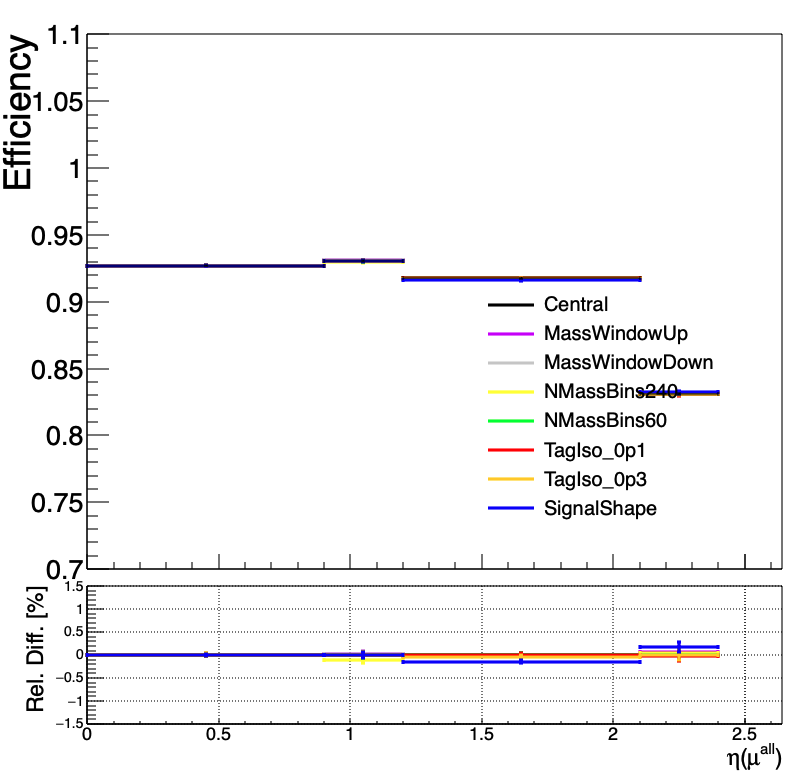 Efficiency
1.1
1.05
1
0.95
0.9
0.85
0.8
0.75
0.7
Central
MassWindowUp
MassWindowDown
NMassBins240
NMassBins60
TagIso_0p1
TagIso_0p3
SignalShape
Rel. Diff. [%]
1.5
1
0.5
0
−0.5
−1
−1.5
0 0.5 1 1.5 2 2.5
η(μ^all)